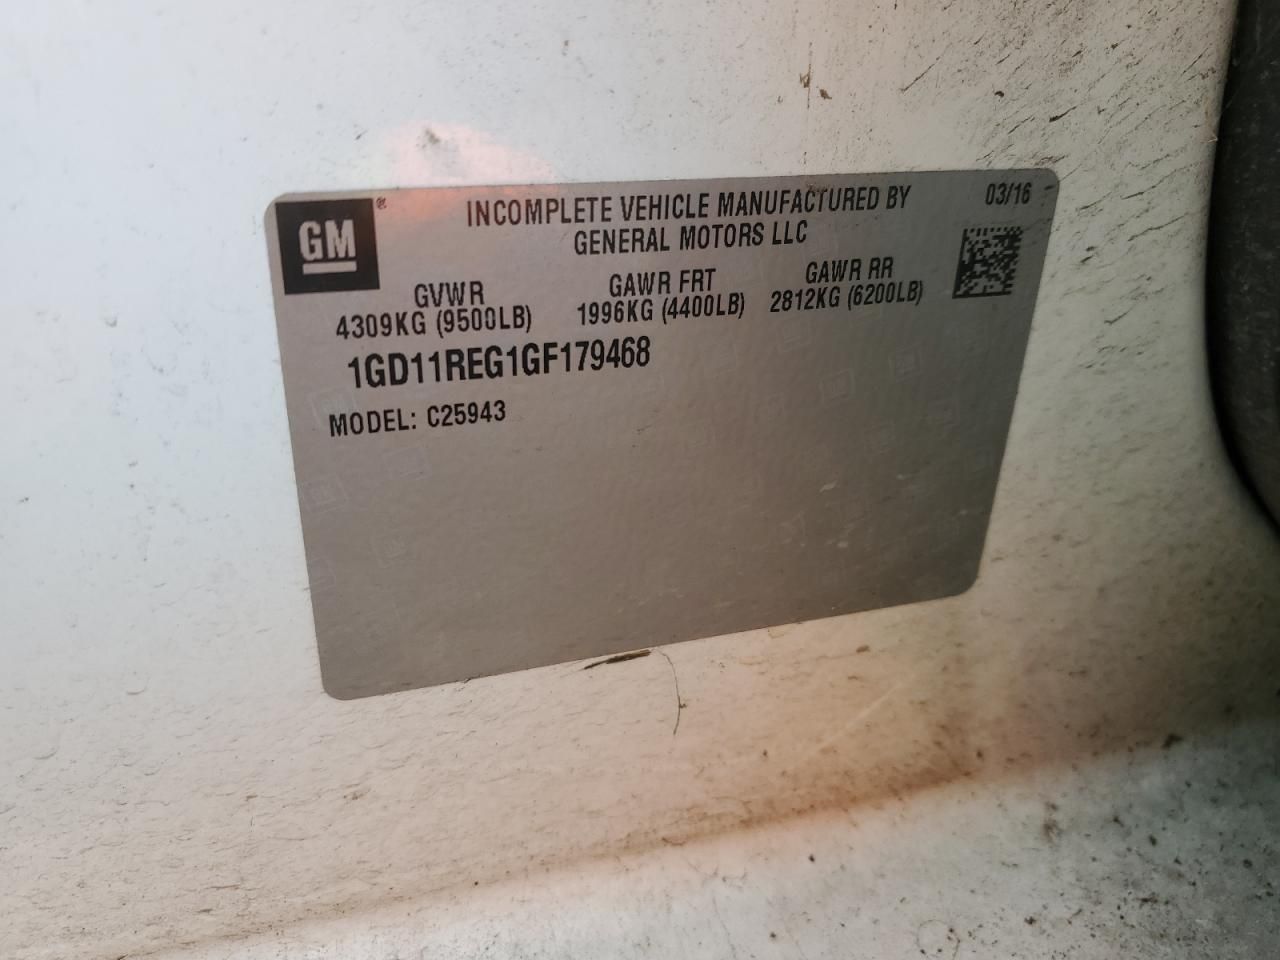 GM®
INCOMPLETE VEHICLE MANUFACTURED BY
GENERAL MOTORS LLC
03/16
GVWR
4309KG (9500LB)
GAWR FRT
1996KG (4400LB)
GAWR RR
2812KG (6200LB)
1GD11REG1GF179468
MODEL: C25943